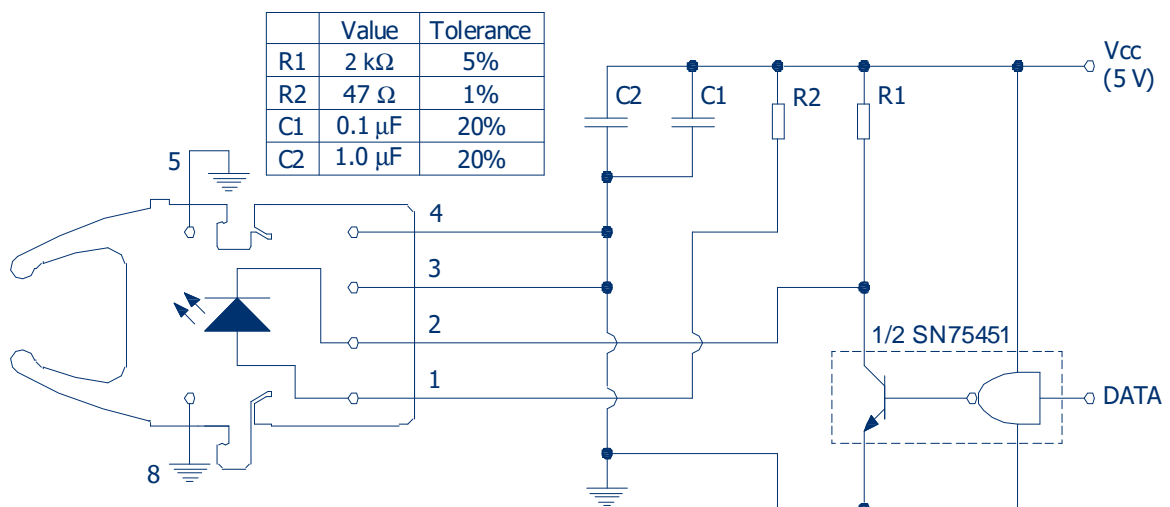 Value Tolerance
R1 2 kΩ 5%
R2 47 Ω 1%
C1 0.1 μF 20%
C2 1.0 μF 20%
Vcc
(5 V)
C2 C1 R2 R1
5
4
3
2
1
8
1/2 SN75451
DATA